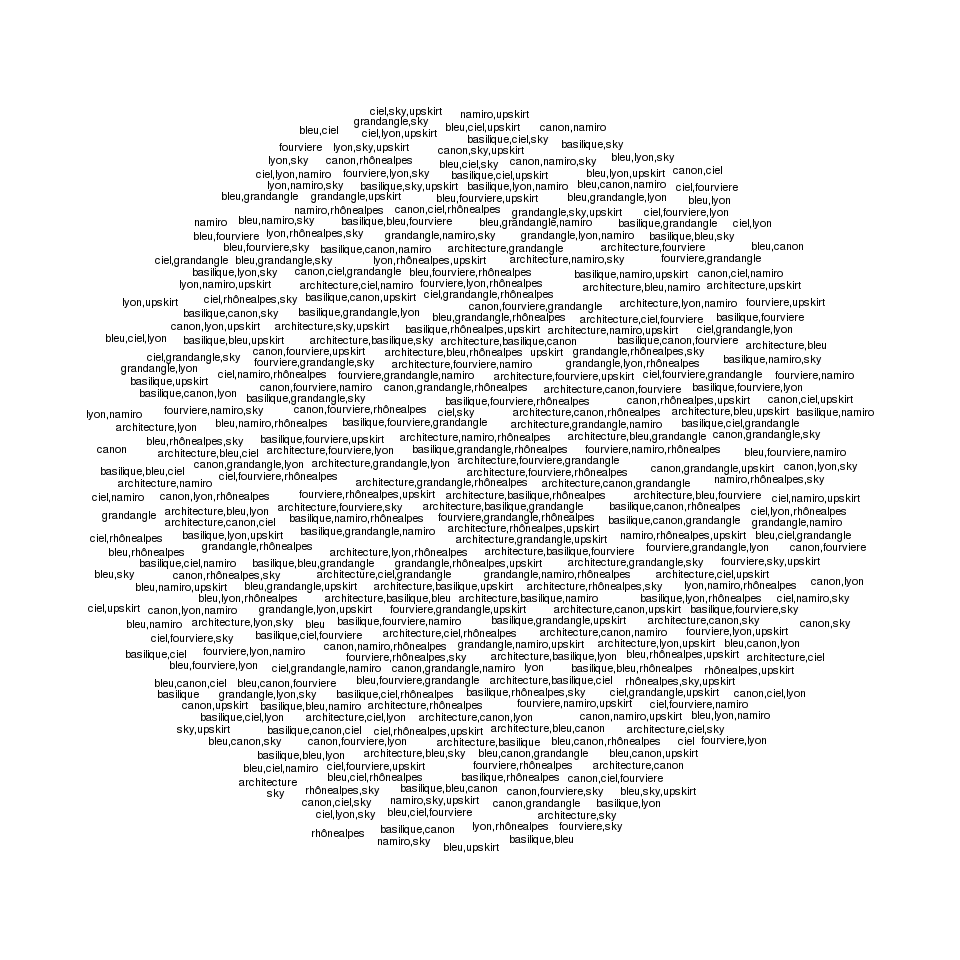 ciel,sky,upskirt namiro,upskirt
grandangle,sky
bleu,ciel ciel,lyon,upskirt bleu,ciel,upskirt canon,namiro
basilique,ciel,sky
fourviere lyon,sky,upskirt canon,sky,upskirt basilique,sky
lyon,sky canon,rhônealpes bleu,ciel,sky canon,namiro,sky bleu,lyon,sky
ciel,lyon,namiro fourviere,lyon,sky basilique,ciel,upskirt bleu,lyon,upskirt canon,ciel
lyon,namiro,sky basilique,sky,upskirt basilique,lyon,namiro bleu,canon,namiro ciel,fourviere
bleu,grandangle grandangle,upskirt bleu,fourviere,upskirt bleu,grandangle,lyon bleu,lyon
namiro,rhônealpes canon,ciel,rhônealpes grandangle,sky,upskirt ciel,fourviere,lyon
namiro bleu,namiro,sky basilique,bleu,fourviere bleu,grandangle,namiro basilique,grandangle ciel,lyon
bleu,fourviere lyon,rhônealpes,sky grandangle,namiro,sky grandangle,lyon,namiro basilique,bleu,sky
bleu,fourviere,sky basilique,canon,namiro architecture,grandangle architecture,fourviere bleu,canon
ciel,grandangle bleu,grandangle,sky lyon,rhônealpes,upskirt architecture,namiro,sky fourviere,grandangle
basilique,lyon,sky canon,ciel,grandangle bleu,fourviere,rhônealpes basilique,namiro,upskirt canon,ciel,namiro
lyon,namiro,upskirt architecture,ciel,namiro fourviere,lyon,rhônealpes architecture,bleu,namiro architecture,upskirt
lyon,upskirt ciel,rhônealpes,sky basilique,canon,upskirt ciel,grandangle,rhônealpes architecture,lyon,namiro fourviere,upskirt
basilique,canon,sky basilique,grandangle,lyon canon,fourviere,grandangle
bleu,grandangle,rhônealpes architecture,ciel,fourviere basilique,fourviere
canon,lyon,upskirt architecture,sky,upskirt basilique,rhônealpes,upskirt architecture,namiro,upskirt ciel,grandangle,lyon
bleu,ciel,lyon basilique,bleu,upskirt architecture,basilique,sky architecture,basilique,canon basilique,canon,fourviere architecture,bleu
ciel,grandangle,sky canon,fourviere,upskirt architecture,bleu,rhônealpes upskirt grandangle,rhônealpes,sky basilique,namiro,sky
grandangle,lyon fourviere,grandangle,sky architecture,fourviere,namiro grandangle,lyon,rhônealpes
basilique,upskirt ciel,namiro,rhônealpes fourviere,grandangle,namiro architecture,fourviere,upskirt ciel,fourviere,grandangle fourviere,namiro
basilique,canon,lyon canon,fourviere,namiro canon,grandangle,rhônealpes architecture,canon,fourviere basilique,fourviere,lyon
basilique,grandangle,sky basilique,fourviere,rhônealpes canon,rhônealpes,upskirt canon,ciel,upskirt
lyon,namiro fourviere,namiro,sky canon,fourviere,rhônealpes ciel,sky architecture,canon,rhônealpes architecture,bleu,upskirt basilique,namiro
architecture,lyon bleu,namiro,rhônealpes basilique,fourviere,grandangle architecture,grandangle,namiro basilique,ciel,grandangle
bleu,rhônealpes,sky basilique,fourviere,upskirt architecture,namiro,rhônealpes architecture,bleu,grandangle canon,grandangle,sky
canon architecture,bleu,ciel architecture,fourviere,lyon basilique,grandangle,rhônealpes fourviere,namiro,rhônealpes bleu,fourviere,namiro
canon,grandangle,lyon architecture,grandangle,lyon architecture,fourviere,grandangle
basilique,bleu,ciel ciel,fourviere,rhônealpes architecture,fourviere,rhônealpes canon,grandangle,upskirt canon,lyon,sky
architecture,namiro architecture,grandangle,rhônealpes architecture,canon,grandangle namiro,rhônealpes,sky
ciel,namiro canon,lyon,rhônealpes fourviere,rhônealpes,upskirt architecture,basilique,rhônealpes architecture,bleu,fourviere ciel,namiro,upskirt
grandangle architecture,bleu,lyon architecture,fourviere,sky architecture,basilique,grandangle basilique,canon,rhônealpes ciel,lyon,rhônealpes
architecture,canon,ciel basilique,namiro,rhônealpes fourviere,grandangle,rhônealpes basilique,canon,grandangle grandangle,namiro
ciel,rhônealpes basilique,lyon,upskirt basilique,grandangle,namiro architecture,rhônealpes,upskirt namiro,rhônealpes,upskirt bleu,ciel,grandangle
architecture,grandangle,upskirt
bleu,rhônealpes grandangle,rhônealpes architecture,lyon,rhônealpes architecture,basilique,fourviere fourviere,grandangle,lyon canon,fourviere
basilique,ciel,namiro basilique,bleu,grandangle grandangle,rhônealpes,upskirt architecture,grandangle,sky fourviere,sky,upskirt
bleu,sky canon,rhônealpes,sky architecture,ciel,grandangle grandangle,namiro,rhônealpes architecture,ciel,upskirt
bleu,namiro,upskirt bleu,grandangle,upskirt architecture,basilique,upskirt architecture,rhônealpes,sky lyon,namiro,rhônealpes canon,lyon
bleu,lyon,rhônealpes architecture,basilique,bleu architecture,basilique,namiro basilique,lyon,rhônealpes ciel,namiro,sky
ciel,upskirt canon,lyon,namiro grandangle,lyon,upskirt fourviere,grandangle,upskirt architecture,canon,upskirt basilique,fourviere,sky
bleu,namiro architecture,lyon,sky bleu basilique,fourviere,namiro basilique,grandangle,upskirt architecture,canon,sky canon,sky
ciel,fourviere,sky basilique,ciel,fourviere architecture,ciel,rhônealpes architecture,canon,namiro fourviere,lyon,upskirt
basilique,ciel fourviere,lyon,namiro canon,namiro,rhônealpes grandangle,namiro,upskirt architecture,lyon,upskirt bleu,canon,lyon
fourviere,rhônealpes,sky architecture,basilique,lyon bleu,rhônealpes,upskirt architecture,ciel
bleu,fourviere,lyon ciel,grandangle,namiro canon,grandangle,namiro lyon basilique,bleu,rhônealpes rhônealpes,upskirt
bleu,canon,ciel bleu,canon,fourviere bleu,fourviere,grandangle architecture,basilique,ciel rhônealpes,sky,upskirt
basilique grandangle,lyon,sky basilique,ciel,rhônealpes basilique,rhônealpes,sky ciel,grandangle,upskirt canon,ciel,lyon
canon,upskirt basilique,bleu,namiro architecture,rhônealpes fourviere,namiro,upskirt ciel,fourviere,namiro
basilique,ciel,lyon architecture,ciel,lyon architecture,canon,lyon canon,namiro,upskirt bleu,lyon,namiro
sky,upskirt basilique,canon,ciel ciel,rhônealpes,upskirt architecture,bleu,canon architecture,ciel,sky
bleu,canon,sky canon,fourviere,lyon architecture,basilique bleu,canon,rhônealpes ciel fourviere,lyon
basilique,bleu,lyon architecture,bleu,sky bleu,canon,grandangle bleu,canon,upskirt
bleu,ciel,namiro ciel,fourviere,upskirt fourviere,rhônealpes architecture,canon
architecture bleu,ciel,rhônealpes basilique,rhônealpes canon,ciel,fourviere
sky rhônealpes,sky basilique,bleu,canon canon,fourviere,sky bleu,sky,upskirt
canon,ciel,sky namiro,sky,upskirt canon,grandangle basilique,lyon
ciel,lyon,sky bleu,ciel,fourviere architecture,sky
rhônealpes basilique,canon lyon,rhônealpes fourviere,sky
namiro,sky bleu,upskirt basilique,bleu